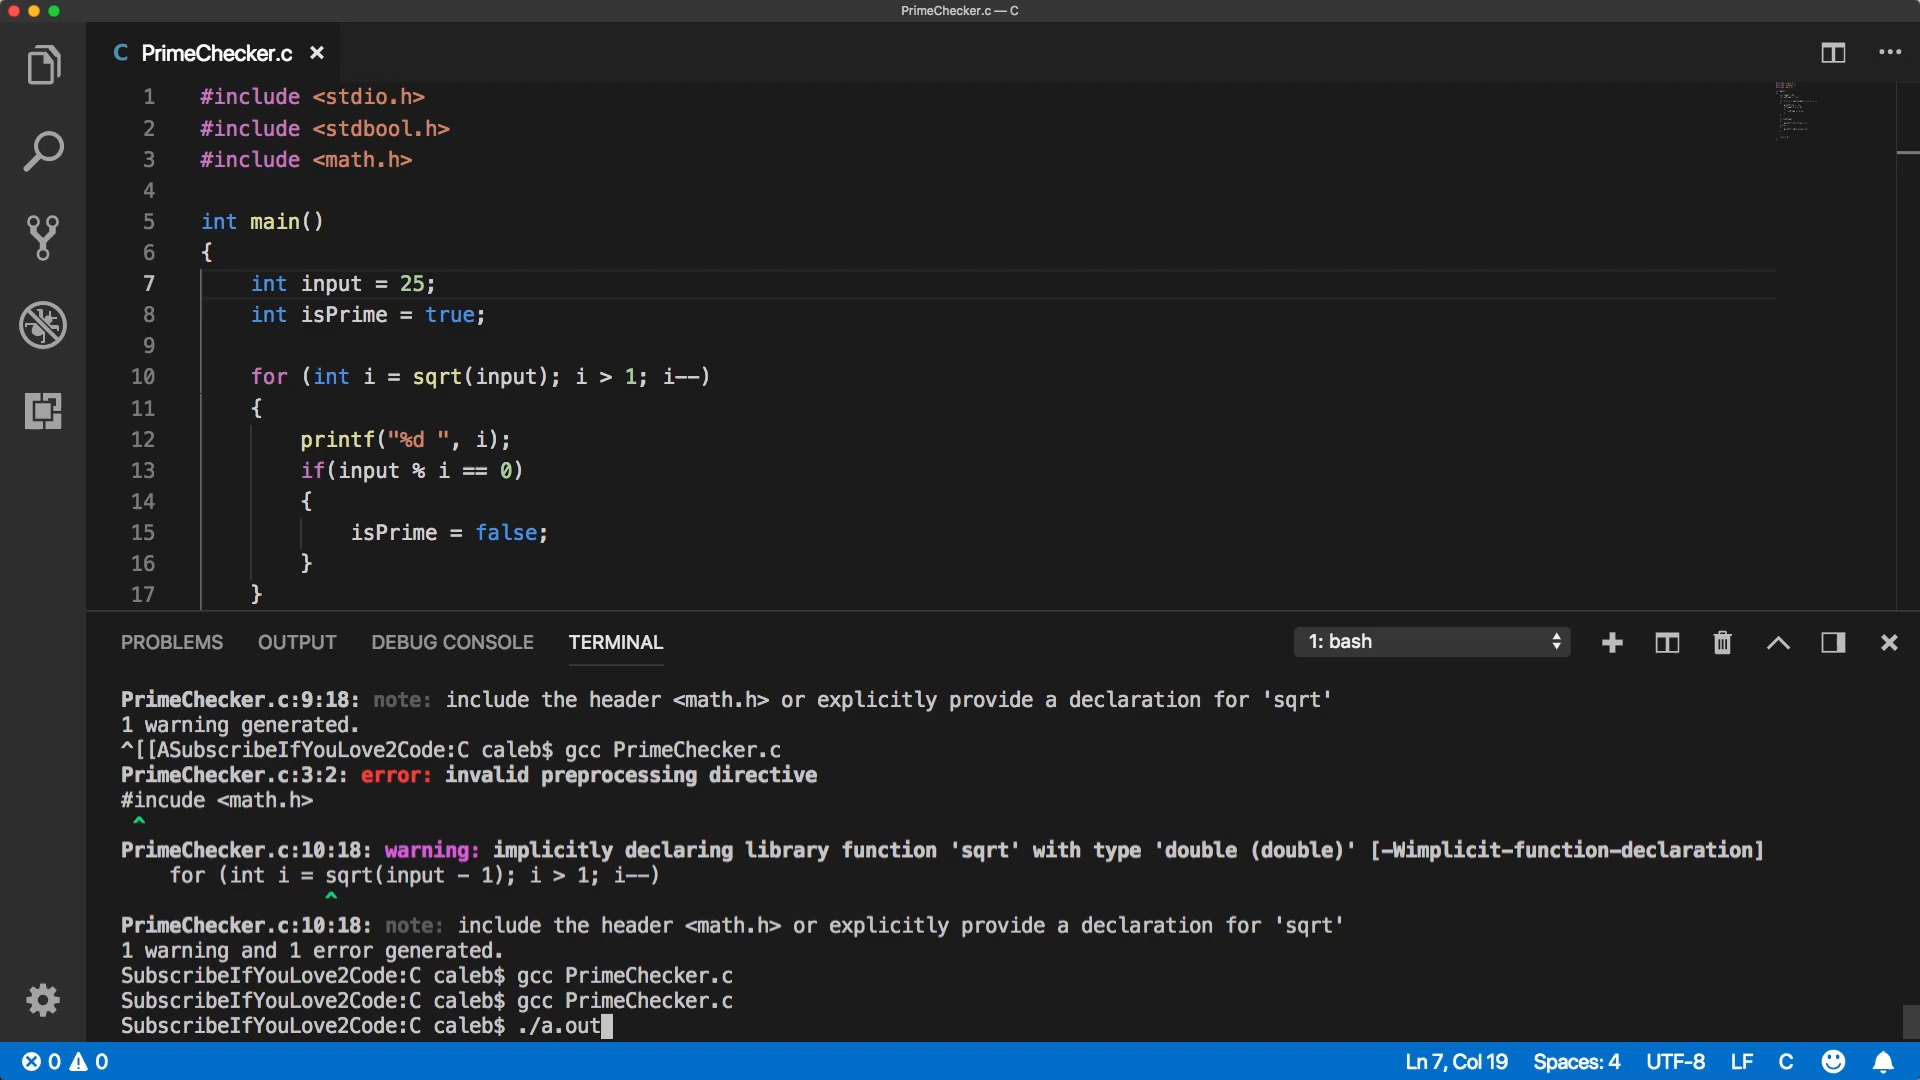 PrimeChecker.c — C
C PrimeChecker.c ×
1 #include <stdio.h>
2 #include <stdbool.h>
3 #include <math.h>
4
5 int main()
6 {
7     int input = 25;
8     int isPrime = true;
9
10     for (int i = sqrt(input); i > 1; i--)
11     {
12         printf("%d ", i);
13         if(input % i == 0)
14         {
15             isPrime = false;
16         }
17     }
PROBLEMS OUTPUT DEBUG CONSOLE TERMINAL 1: bash
PrimeChecker.c:9:18: note: include the header <math.h> or explicitly provide a declaration for 'sqrt'
1 warning generated.
^[[ASubscribeIfYouLove2Code:C caleb$ gcc PrimeChecker.c
PrimeChecker.c:3:2: error: invalid preprocessing directive
#incude <math.h>
^
PrimeChecker.c:10:18: warning: implicitly declaring library function 'sqrt' with type 'double (double)' [-Wimplicit-function-declaration]
    for (int i = sqrt(input - 1); i > 1; i--)
^
PrimeChecker.c:10:18: note: include the header <math.h> or explicitly provide a declaration for 'sqrt'
1 warning and 1 error generated.
SubscribeIfYouLove2Code:C caleb$ gcc PrimeChecker.c
SubscribeIfYouLove2Code:C caleb$ gcc PrimeChecker.c
SubscribeIfYouLove2Code:C caleb$ ./a.out
0 0 Ln 7, Col 19 Spaces: 4 UTF-8 LF C